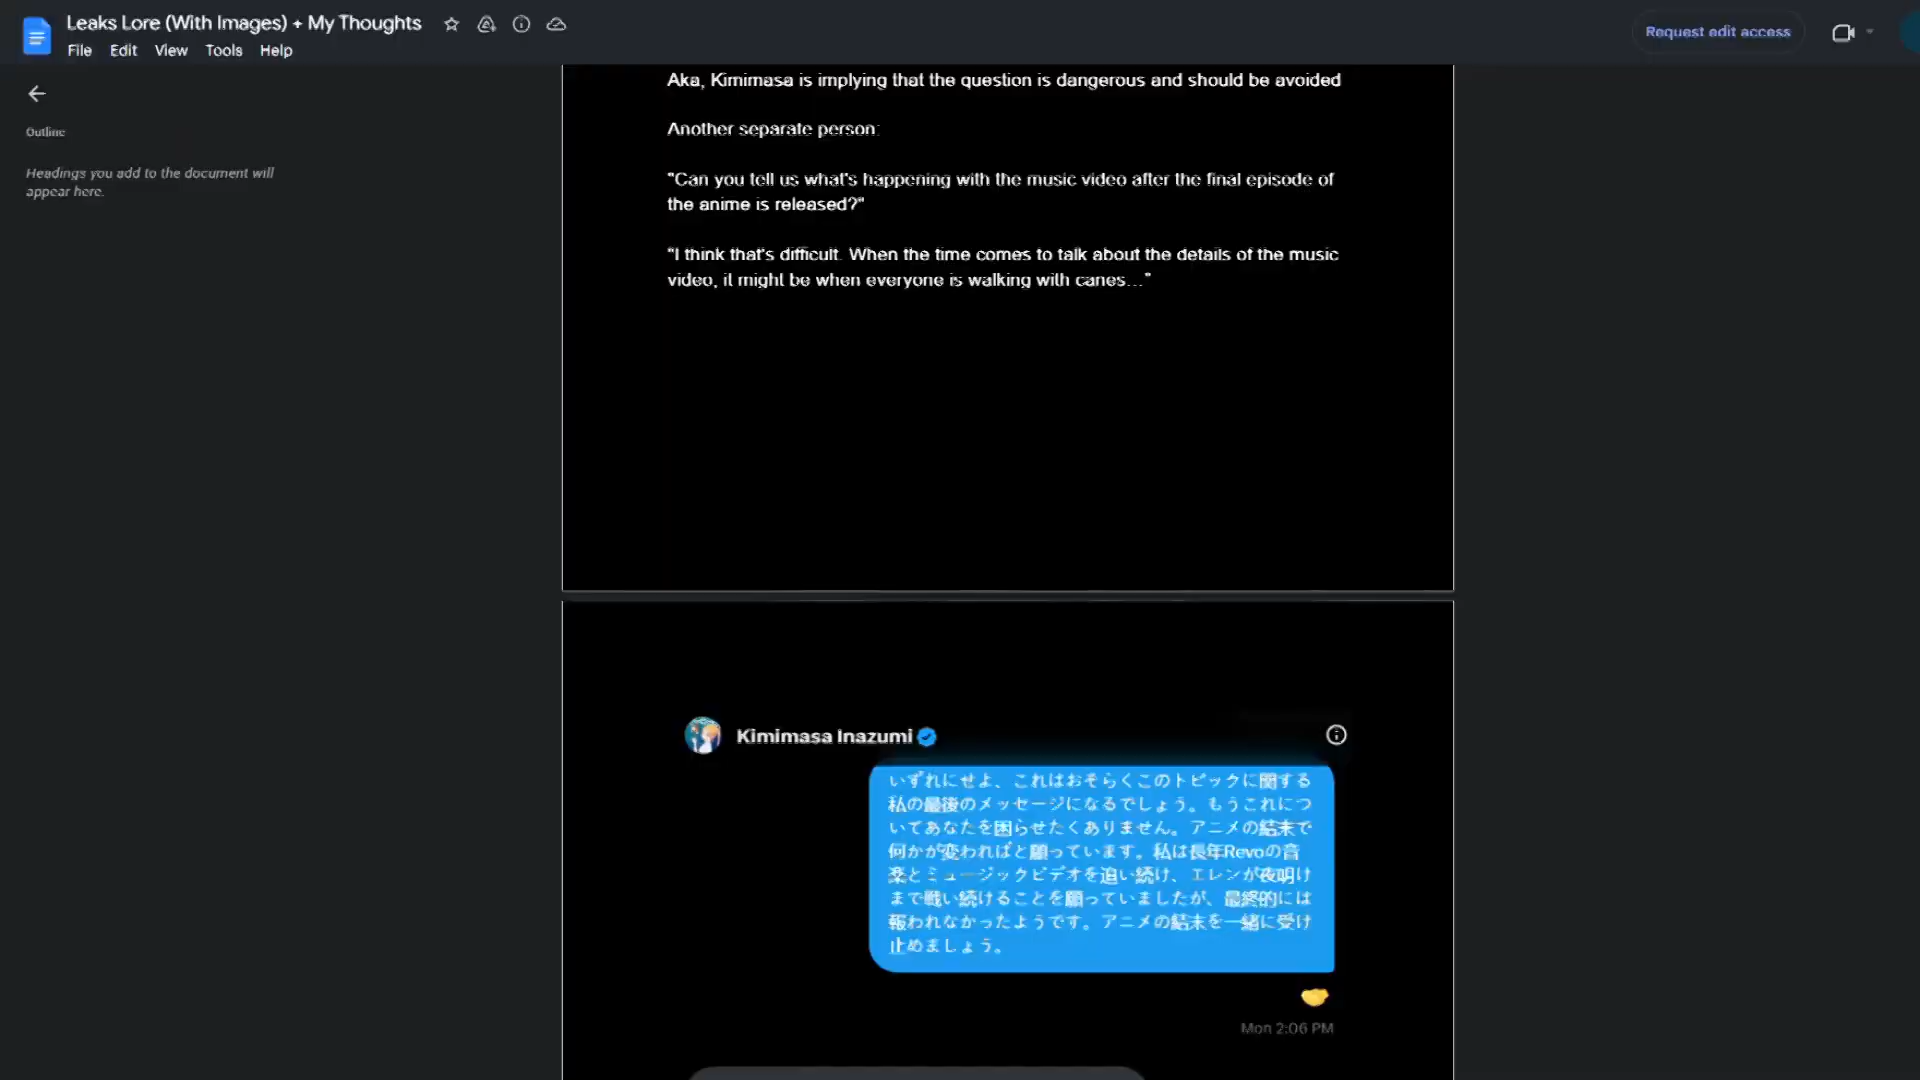 Leaks Lore (With Images) + My Thoughts
File Edit View Tools Help
Request edit access
Outline
Headings you add to the document will
appear here.
Aka, Kimimasa is implying that the question is dangerous and should be avoided
Another separate person:
"Can you tell us what's happening with the music video after the final episode of
the anime is released?"
"I think that's difficult. When the time comes to talk about the details of the music
video, it might be when everyone is walking with canes..."
Kimimasa Inazumi
いずれにせよ、これはおそらくこのトピックに関する
私の最後のメッセージになるでしょう。もうこれにつ
いてあなたを困らせたくありません。アニメの結末で
何かが変わればと願っています。私は長年Revoの音
楽とミュージックビデオを追い続け、エレンが夜明け
まで戦い続けることを願っていましたが、最終的には
報われなかったようです。アニメの結末を一緒に受け
止めましょう。
Mon 2:06 PM